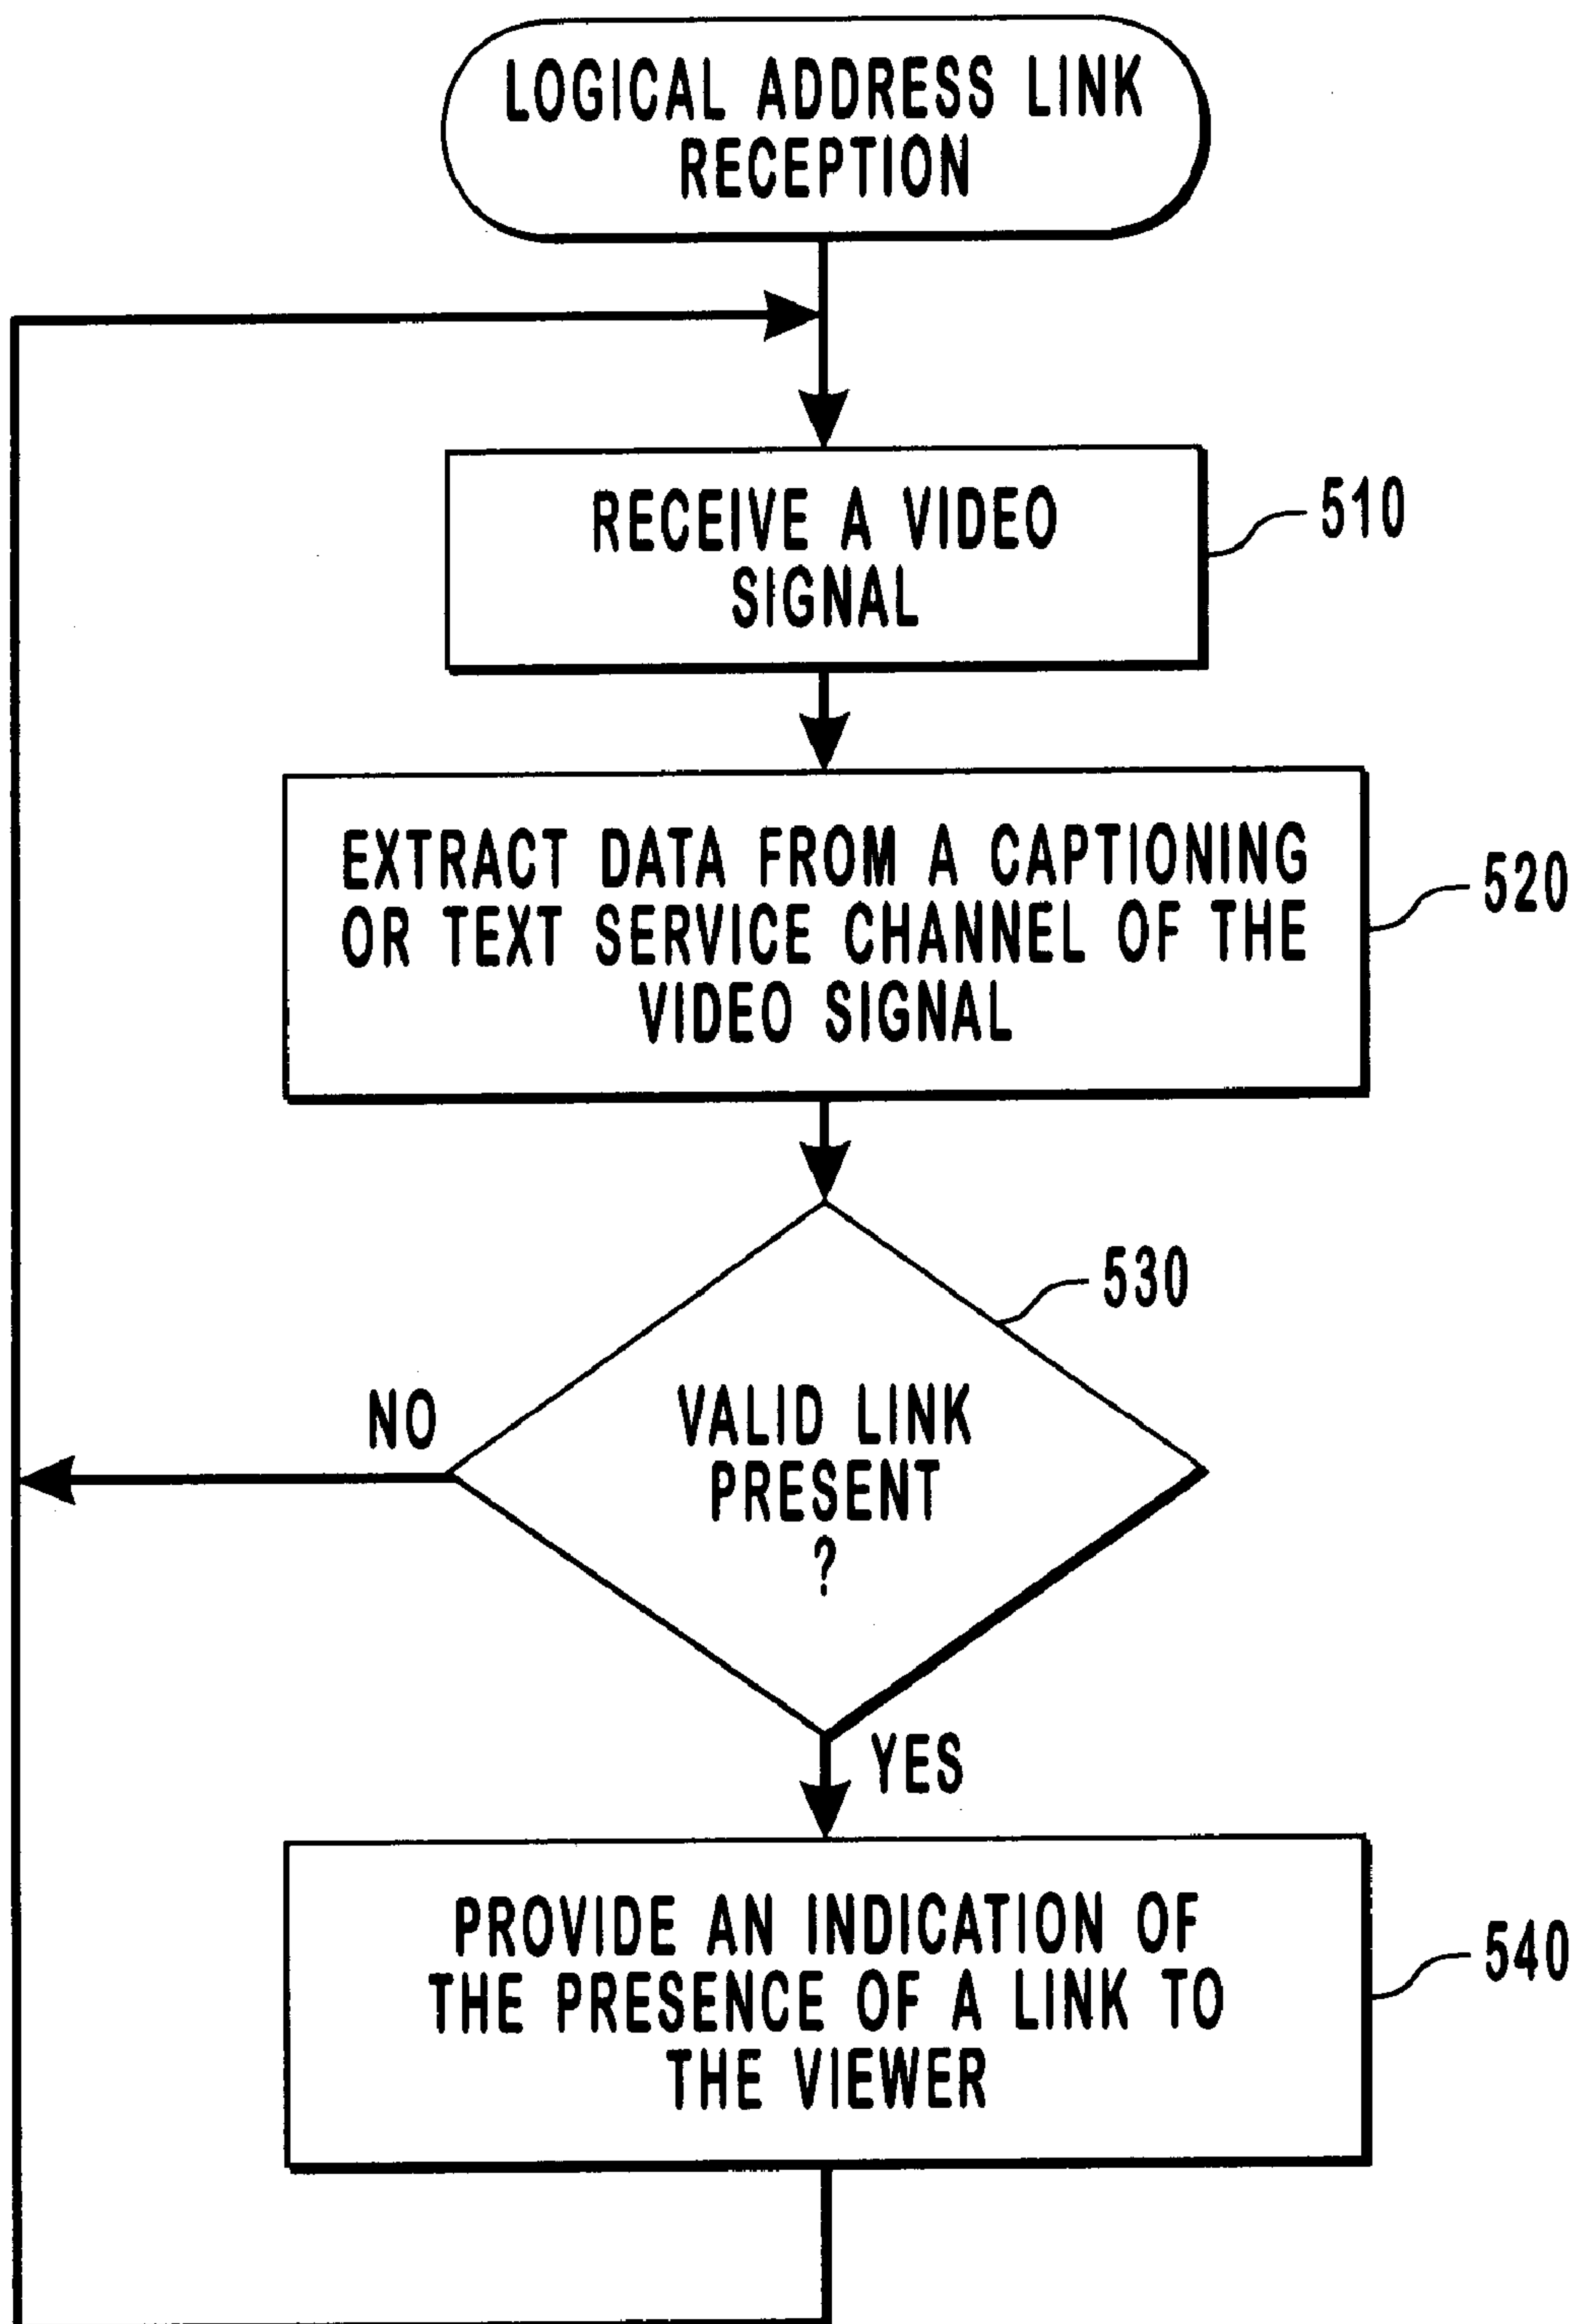 LOGICAL ADDRESS LINK
RECEPTION
RECEIVE A VIDEO
SIGNAL
510
EXTRACT DATA FROM A CAPTIONING
OR TEXT SERVICE CHANNEL OF THE
VIDEO SIGNAL
520
530
NO
VALID LINK
PRESENT
?
YES
PROVIDE AN INDICATION OF
THE PRESENCE OF A LINK TO
THE VIEWER
540